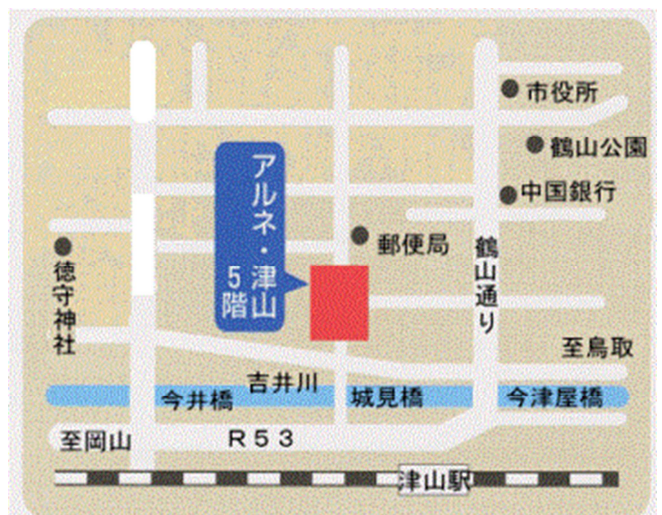 市役所
鶴山公園
中国銀行
アルネ・津山
5階
郵便局
鶴山通り
徳守神社
至鳥取
吉井川
今井橋
城見橋
今津屋橋
至岡山
R53
津山駅